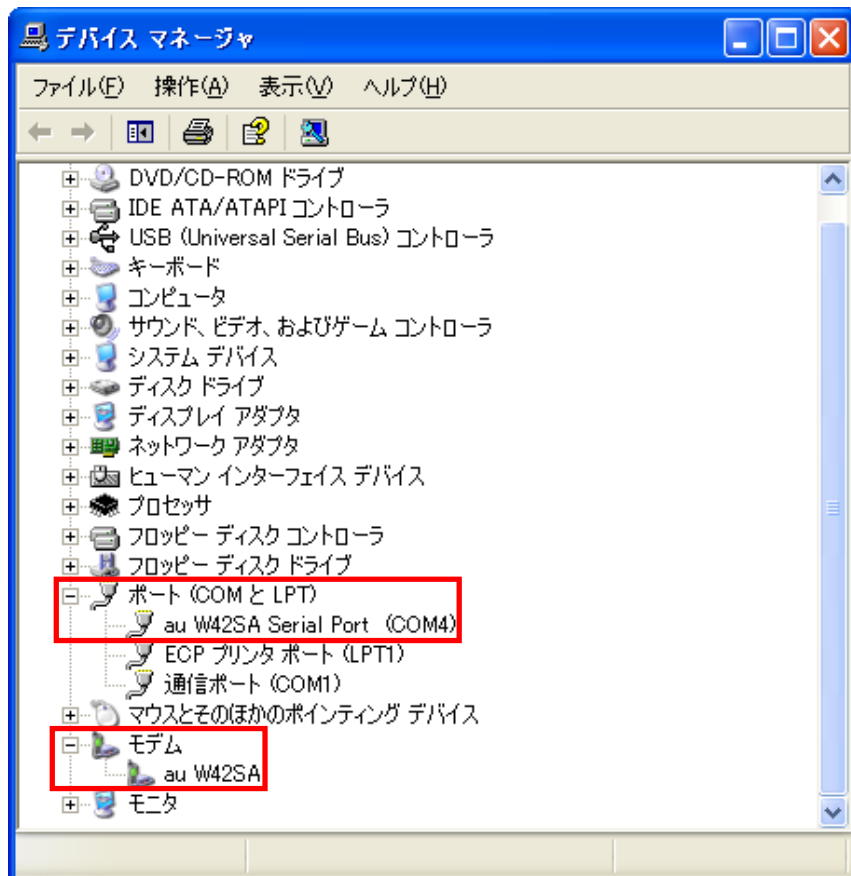 デバイス マネージャ
ファイル(F) 操作(A) 表示(V) ヘルプ(H)
DVD/CD-ROM ドライブ
IDE ATA/ATAPI コントローラ
USB (Universal Serial Bus) コントローラ
キーボード
コンピュータ
サウンド、ビデオ、およびゲーム コントローラ
システム デバイス
ディスク ドライブ
ディスプレイ アダプタ
ネットワーク アダプタ
ヒューマン インターフェイス デバイス
プロセッサ
フロッピー ディスク コントローラ
フロッピー ディスク ドライブ
ポート (COM と LPT)
au W42SA Serial Port (COM4)
ECP プリンタ ポート (LPT1)
通信ポート (COM1)
マウスとそのほかのポインティング デバイス
モデム
au W42SA
モニタ